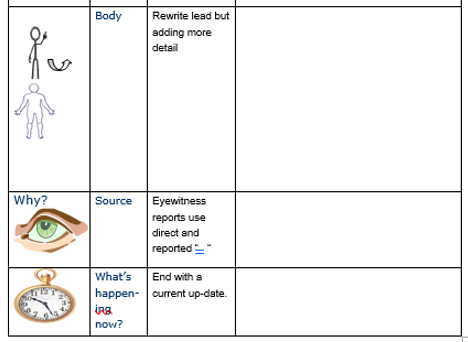 Body
Rewrite lead but
adding more
detail
Why?
Source
Eyewitness
reports use
direct and
reported “_ ”
What’s
happen-
ing
now?
End with a
current up-date.